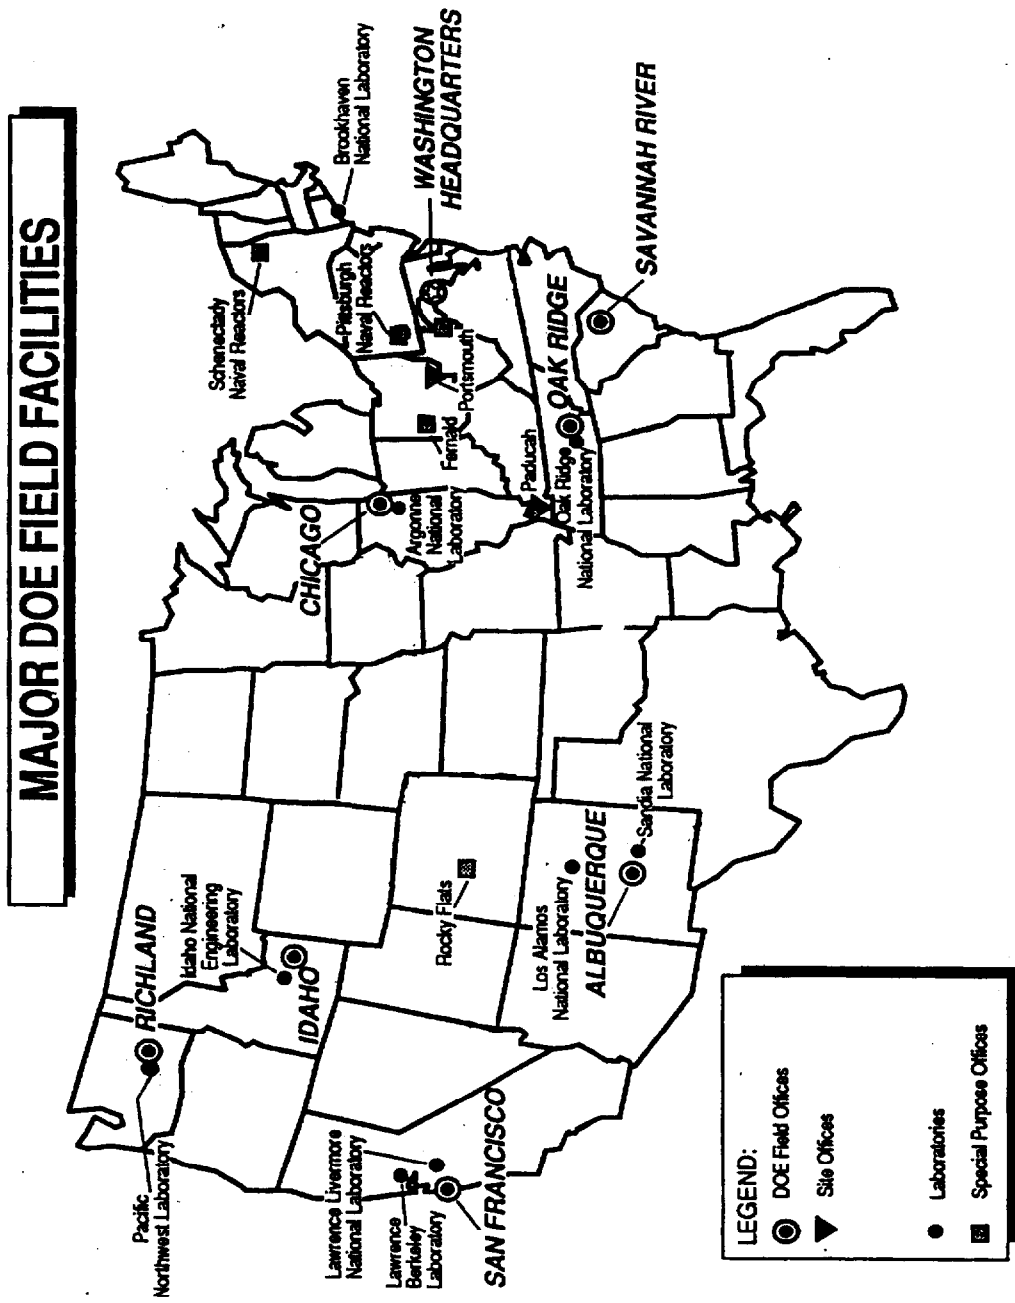 MAJOR DOE FIELD FACILITIES
Pacific
Northwest Laboratory
RICHLAND
Idaho National
Engineering
Laboratory
IDAHO
Lawrence Livermore
National Laboratory
Lawrence
Berkeley
Laboratory
SAN FRANCISCO
Rocky Flats
Los Alamos
National Laboratory
ALBUQUERQUE
Sandia National
Laboratory
CHICAGO
Argonne
National
Laboratory
Paducah
Oak Ridge
National Laboratory
OAK RIDGE
Fernald
Portsmouth
Schenectady
Naval Reactors
Pittsburgh
Naval Reactors
Brookhaven
National Laboratory
WASHINGTON
HEADQUARTERS
SAVANNAH RIVER
LEGEND:
DOE Field Offices
Site Offices
Laboratories
Special Purpose Offices